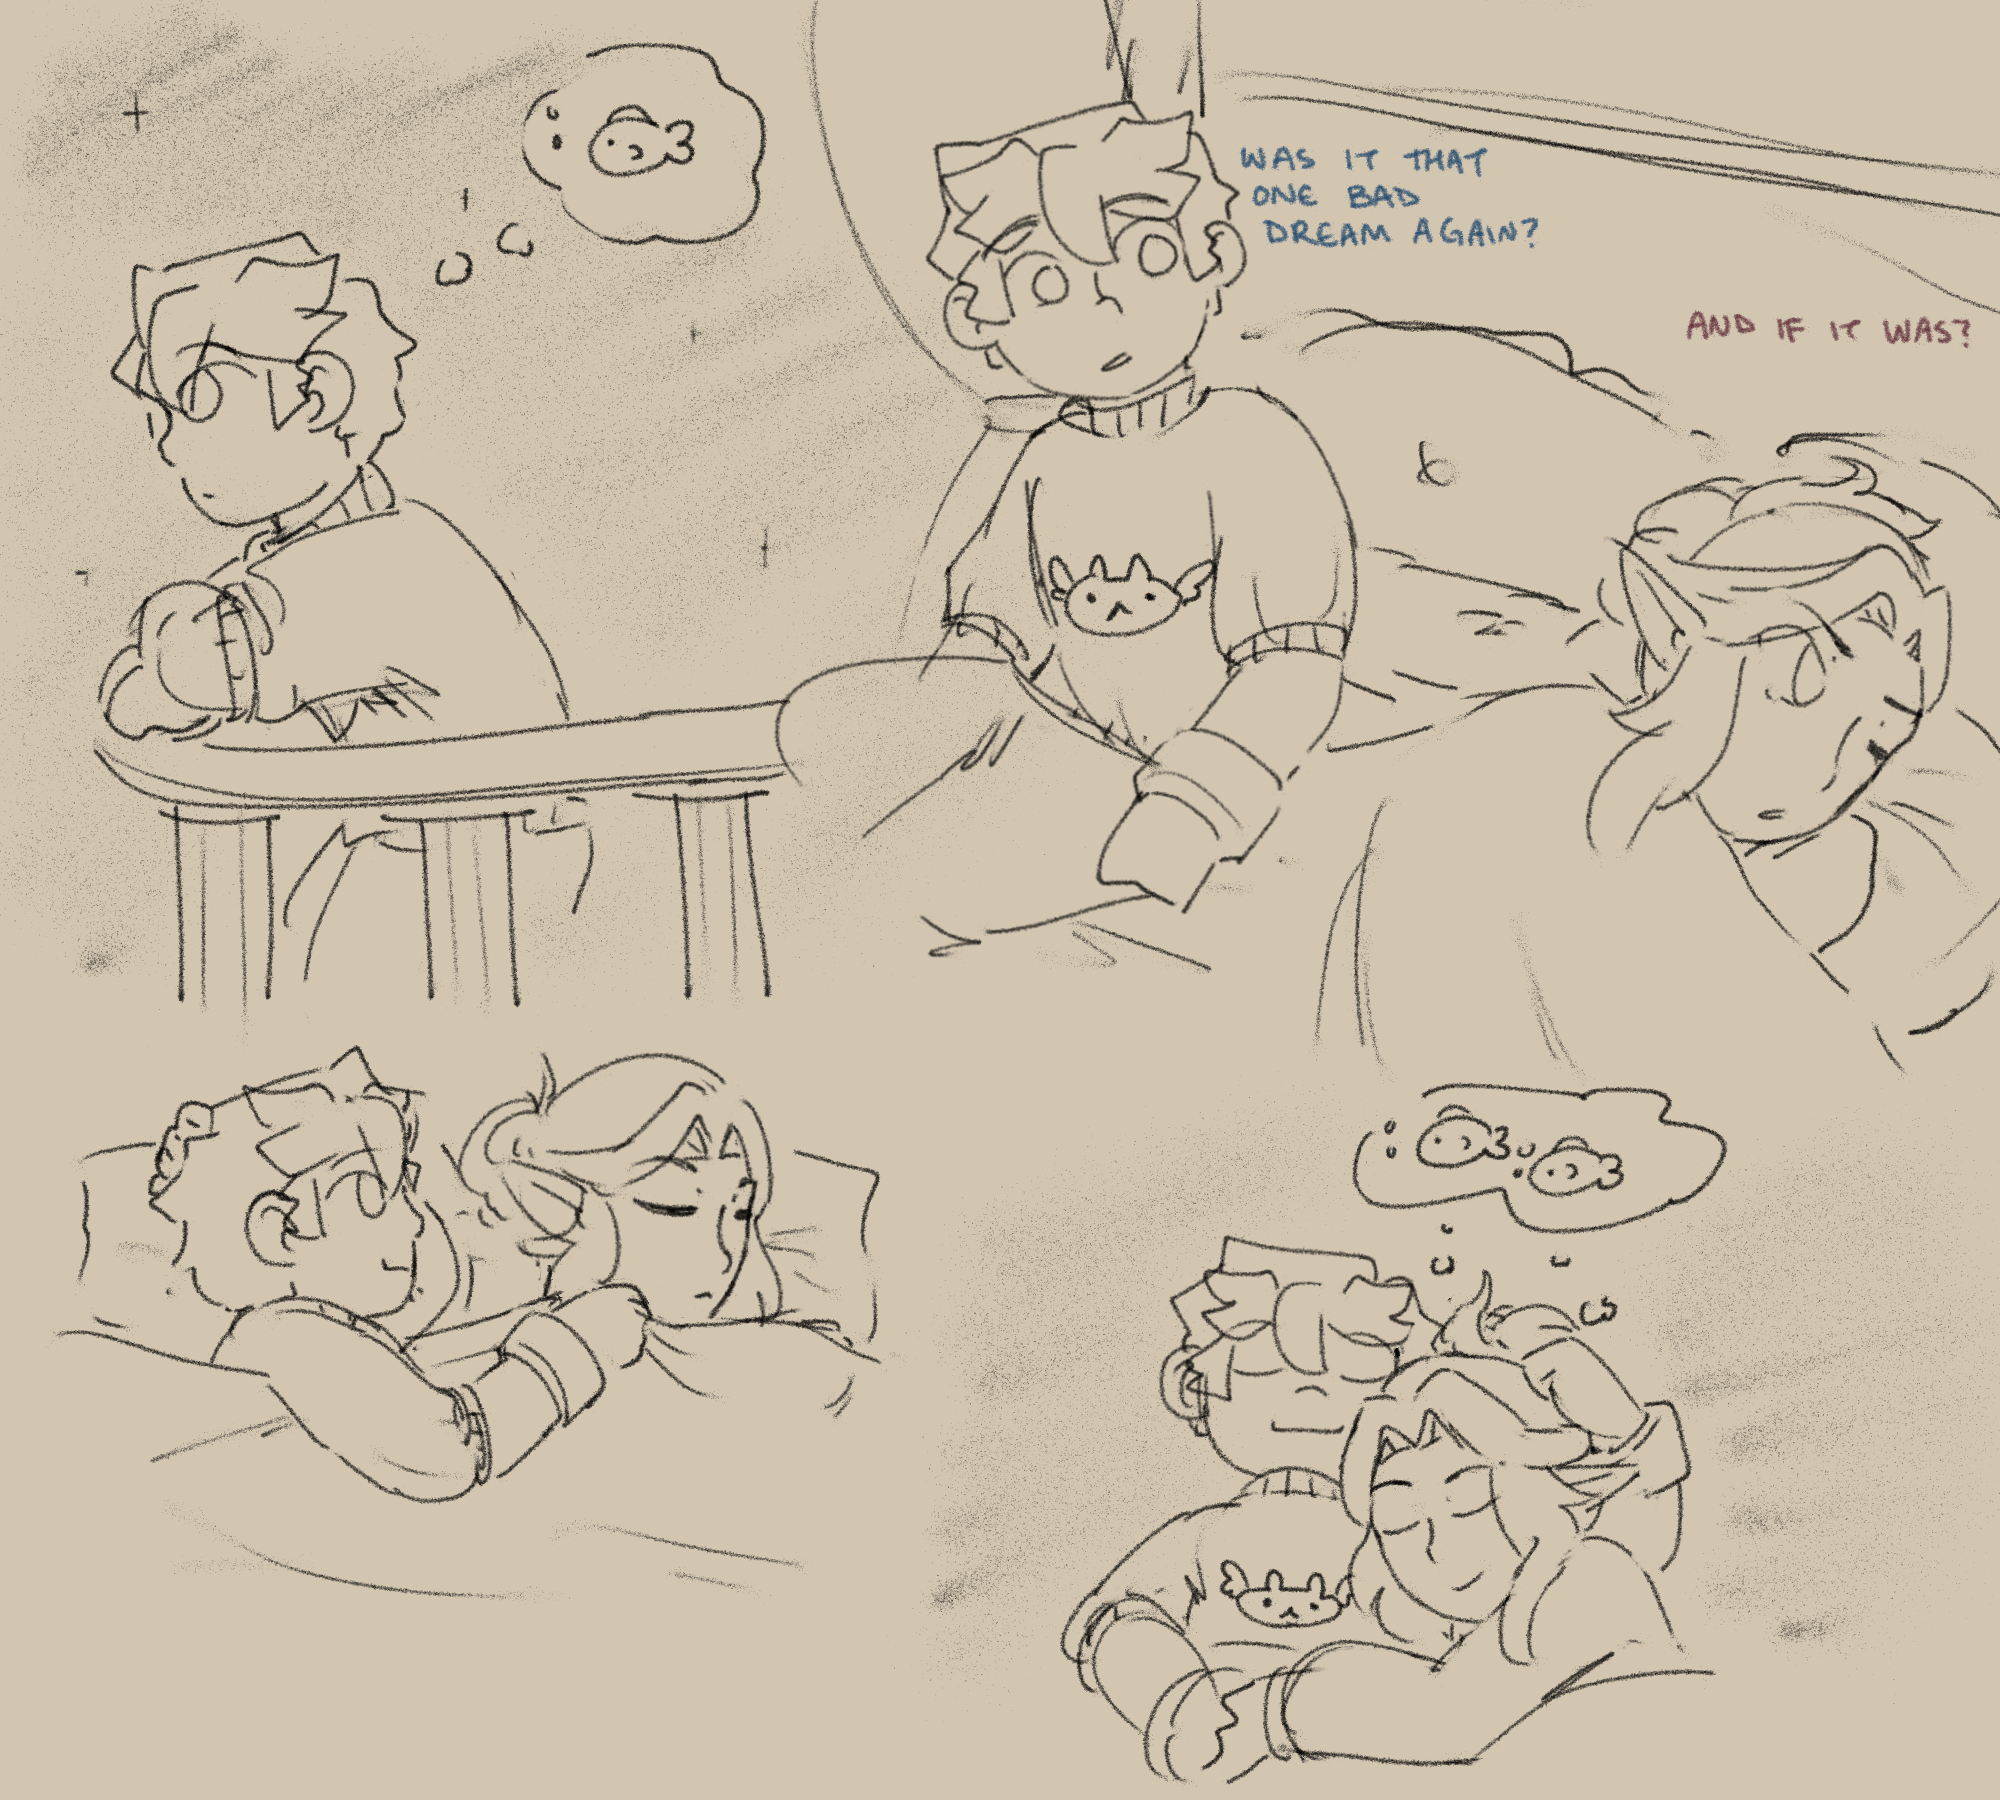 WAS IT THAT
ONE BAD
DREAM AGAIN?
AND IF IT WAS?